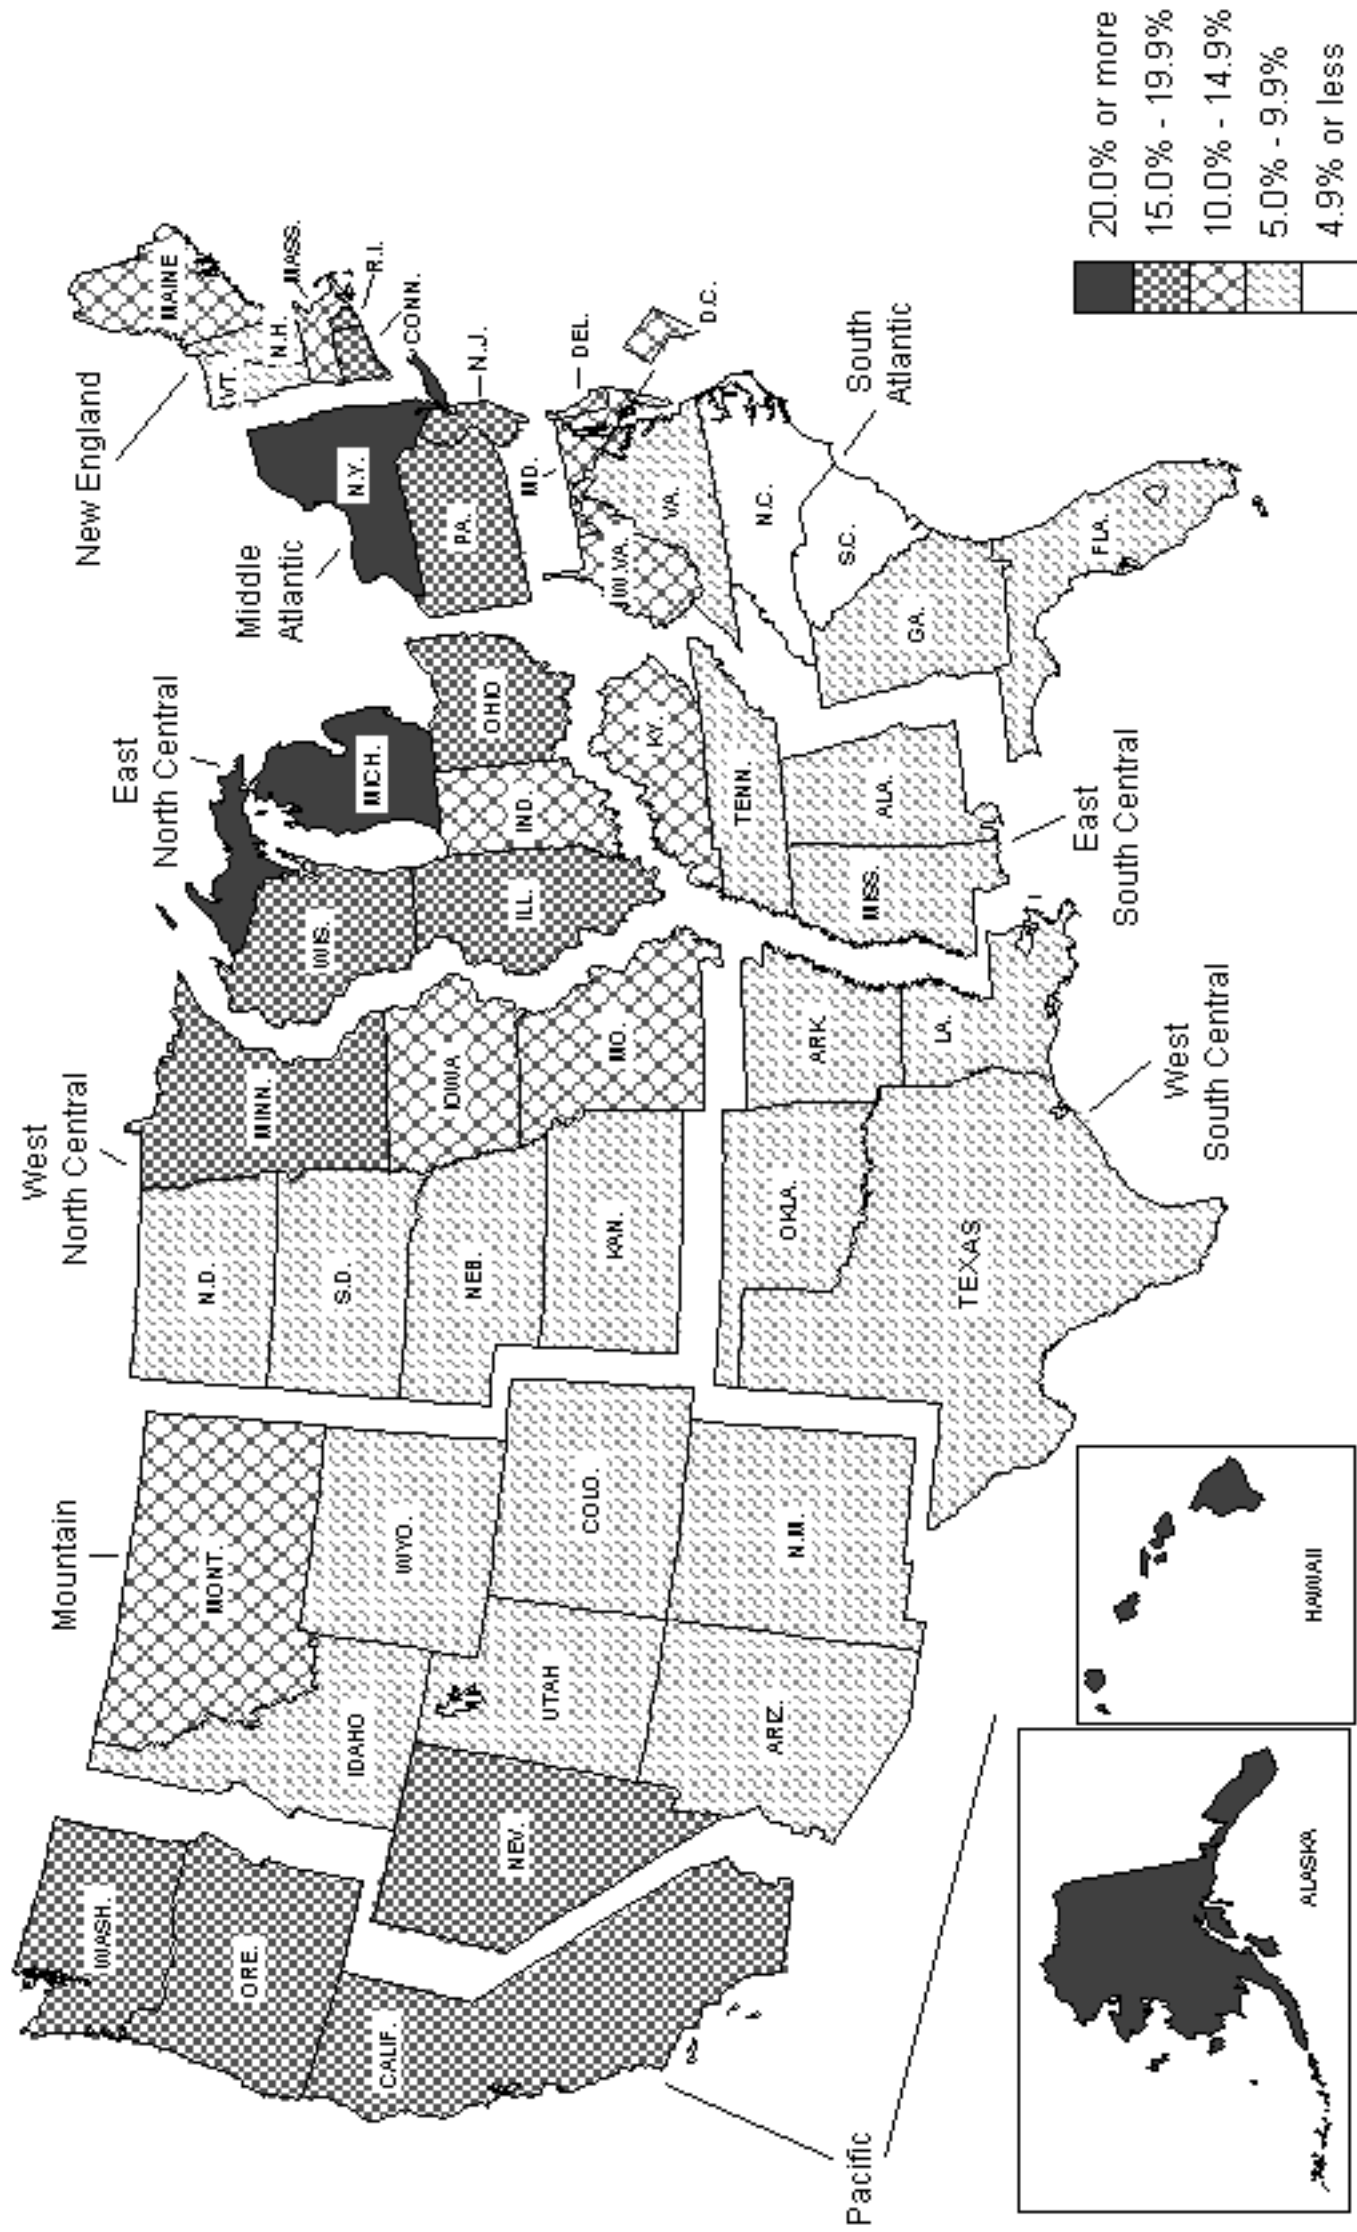 New England
Middle
Atlantic
East
North Central
West
North Central
Mountain
Pacific
South
Atlantic
East
South Central
West
South Central
WASH.
ORE.
CALIF.
NEV.
IDAHO
MONT.
WYO.
UTAH
COLO.
ARIZ.
N.M.
N.D.
S.D.
NEB.
KAN.
MINN.
IOWA
MO.
OKLA.
TEXAS
ARK.
LA.
WIS.
MICH.
ILL.
IND.
OHIO
KY.
TENN.
MISS.
ALA.
N.Y.
PA.
N.J.
MAINE
VT.
N.H.
MASS.
R.I.
CONN.
DEL.
MD.
D.C.
W.VA.
VA.
N.C.
S.C.
GA.
FLA.
ALASKA
HAWAII
20.0% or more
15.0% - 19.9%
10.0% - 14.9%
5.0% - 9.9%
4.9% or less